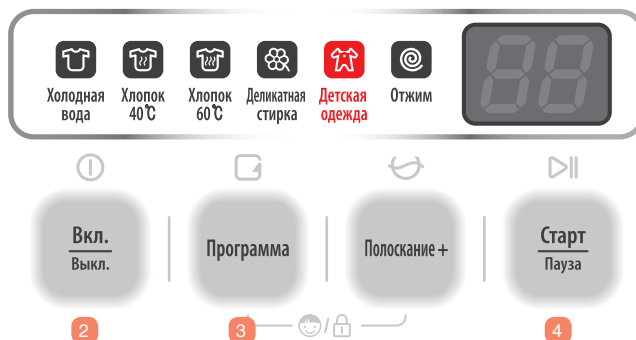 Холодная вода
Хлопок 40℃
Хлопок 60℃
Деликатная стирка
Детская одежда
Отжим
88
Вкл.
Выкл.
Программа
Полоскание +
Старт
Пауза
2
3
/
4